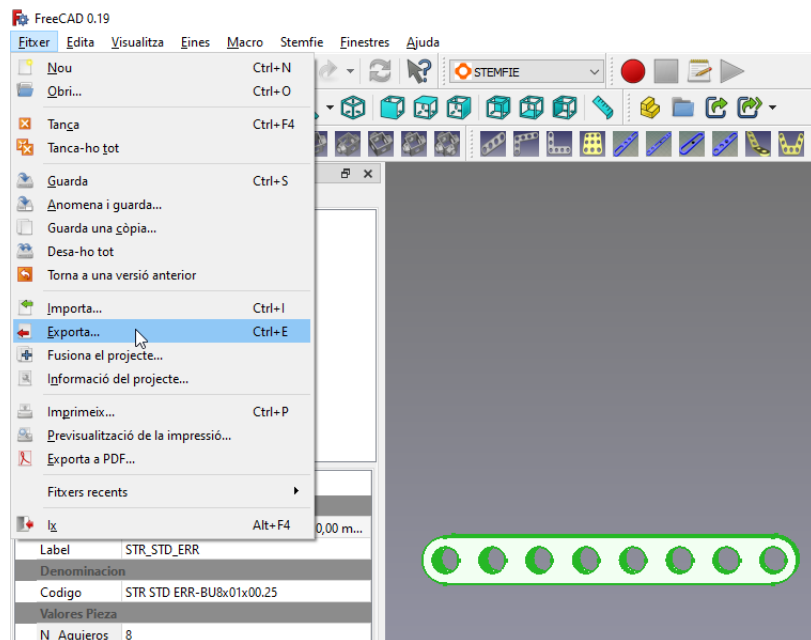 FreeCAD 0.19
Fitxer Edita Visualitza Eines Macro Stemfie Finestres Ajuda
Nou Ctrl+N
STEMFIE
Obri... Ctrl+O
Tanca Ctrl+F4
Tanca-ho tot
Guarda Ctrl+S
Anomena i guarda...
Guarda una còpia...
Desa-ho tot
Torna a una versió anterior
Importa... Ctrl+I
Exporta... Ctrl+E
Fusiona el projecte...
Informació del projecte...
Imprimeix... Ctrl+P
Previsualització de la impressió...
Exporta a PDF...
Fitxers recents
Ix Alt+F4
0,00 m...
Label STR_STD_ERR
Denominacion
Codigo STR STD ERR-BU8x01x00.25
Valores Pieza
N_Agujeros 8